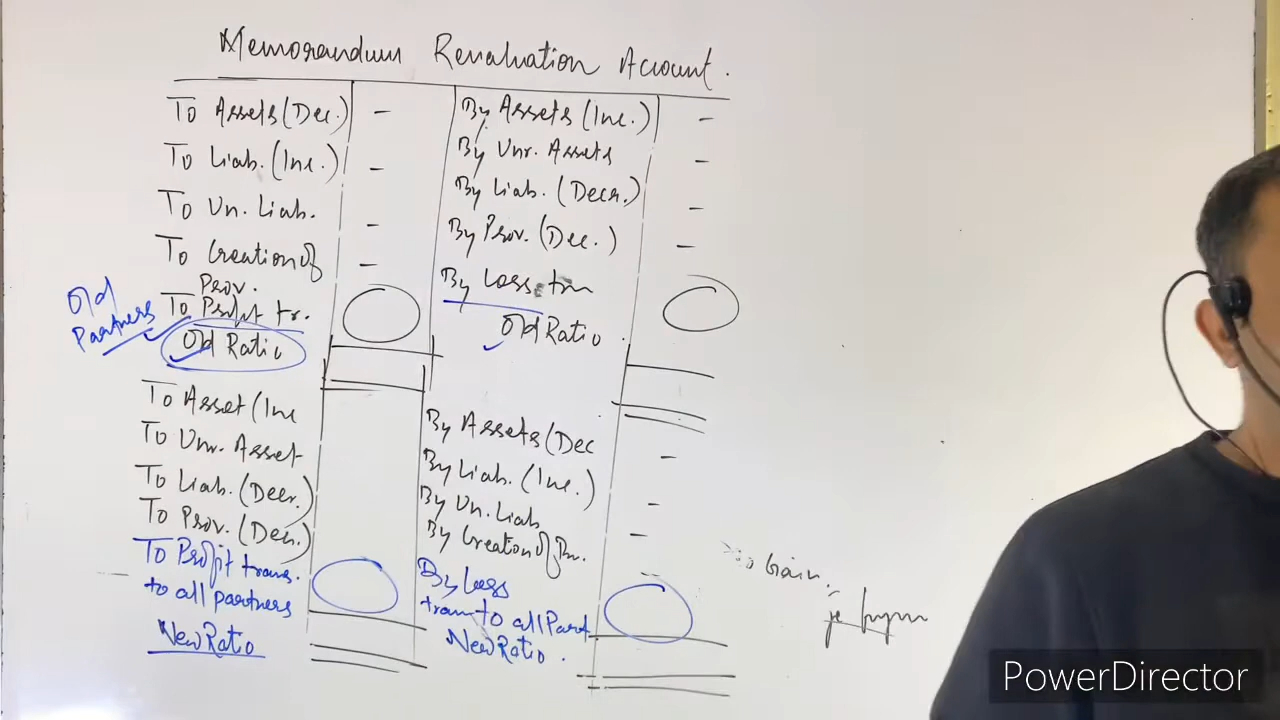 Memorandum Revaluation Account.
To Assets (Dec.) -
To Liab. (Inc.) -
To Un. Liab. -
To Creation of -
Prov.
To Profit tr.
Old Ratio
Old
Partners
By Assets (Inc.) -
By Unr. Assets -
By Liab. (Decr.) -
By Prov. (Dec.) -
By Loss
Old Ratio.
To Asset (Inc
To Unr. Asset
To Liab. (Decr.)
To Prov. (Decr.)
To Profit trans.
to all partners
New Ratio
By Assets (Dec -
By Liab. (Inc.) -
By Un. Liab -
By Creation of Prv. -
By Loss
tran to all Part
New Ratio.
Gain.
PowerDirector